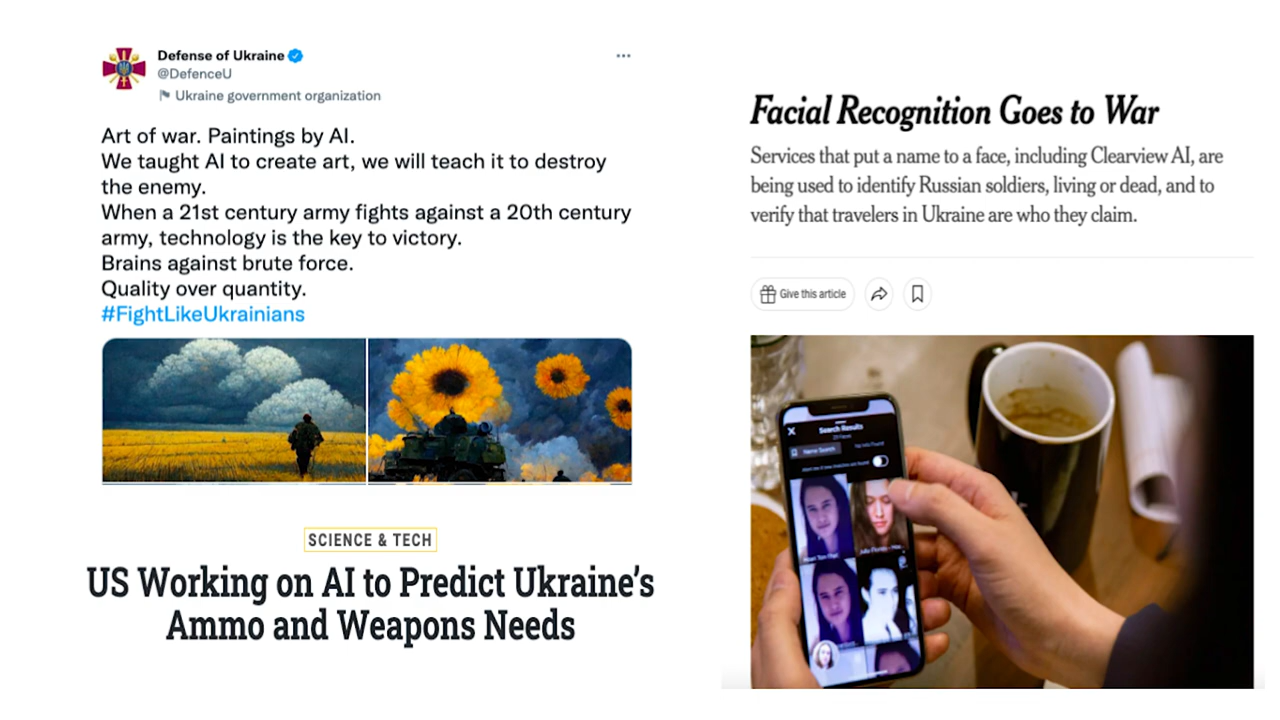 Defense of Ukraine
@DefenceU
Ukraine government organization
Art of war. Paintings by AI.
We taught AI to create art, we will teach it to destroy
the enemy.
When a 21st century army fights against a 20th century
army, technology is the key to victory.
Brains against brute force.
Quality over quantity.
#FightLikeUkrainians
SCIENCE & TECH
US Working on AI to Predict Ukraine's
Ammo and Weapons Needs
Facial Recognition Goes to War
Services that put a name to a face, including Clearview AI, are
being used to identify Russian soldiers, living or dead, and to
verify that travelers in Ukraine are who they claim.
Give this article
Search Results
Name Search